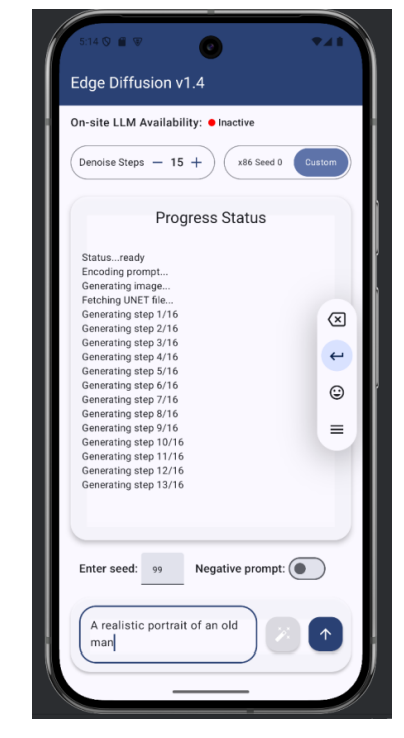 5:14
Edge Diffusion v1.4
On-site LLM Availability: Inactive
Denoise Steps — 15 + x86 Seed 0 Custom
Progress Status
Status...ready
Encoding prompt...
Generating image...
Fetching UNET file...
Generating step 1/16
Generating step 2/16
Generating step 3/16
Generating step 4/16
Generating step 5/16
Generating step 6/16
Generating step 7/16
Generating step 8/16
Generating step 9/16
Generating step 10/16
Generating step 11/16
Generating step 12/16
Generating step 13/16
Enter seed: 99 Negative prompt:
A realistic portrait of an old
man